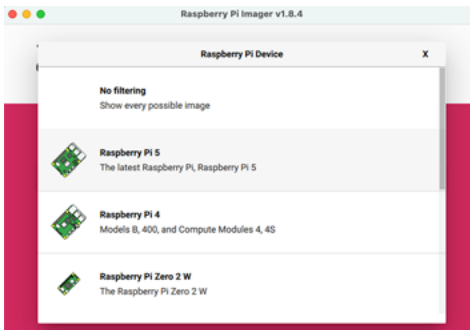 Raspberry Pi Imager v1.8.4
Raspberry Pi Device
X
No filtering
Show every possible image
Raspberry Pi 5
The latest Raspberry Pi, Raspberry Pi 5
Raspberry Pi 4
Models B, 400, and Compute Modules 4, 4S
Raspberry Pi Zero 2 W
The Raspberry Pi Zero 2 W